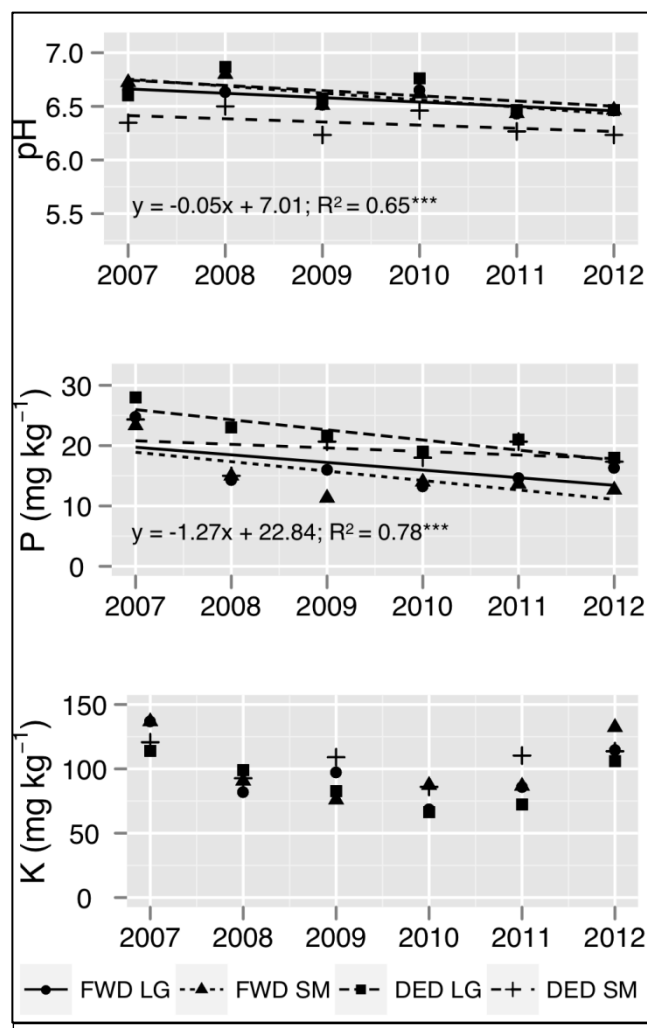 pH
7.0
6.5
6.0
5.5
y = -0.05x + 7.01; R² = 0.65***
2007 2008 2009 2010 2011 2012
P (mg kg⁻¹)
30
20
10
0
y = -1.27x + 22.84; R² = 0.78***
2007 2008 2009 2010 2011 2012
K (mg kg⁻¹)
150
100
50
0
2007 2008 2009 2010 2011 2012
FWD LG FWD SM DED LG DED SM